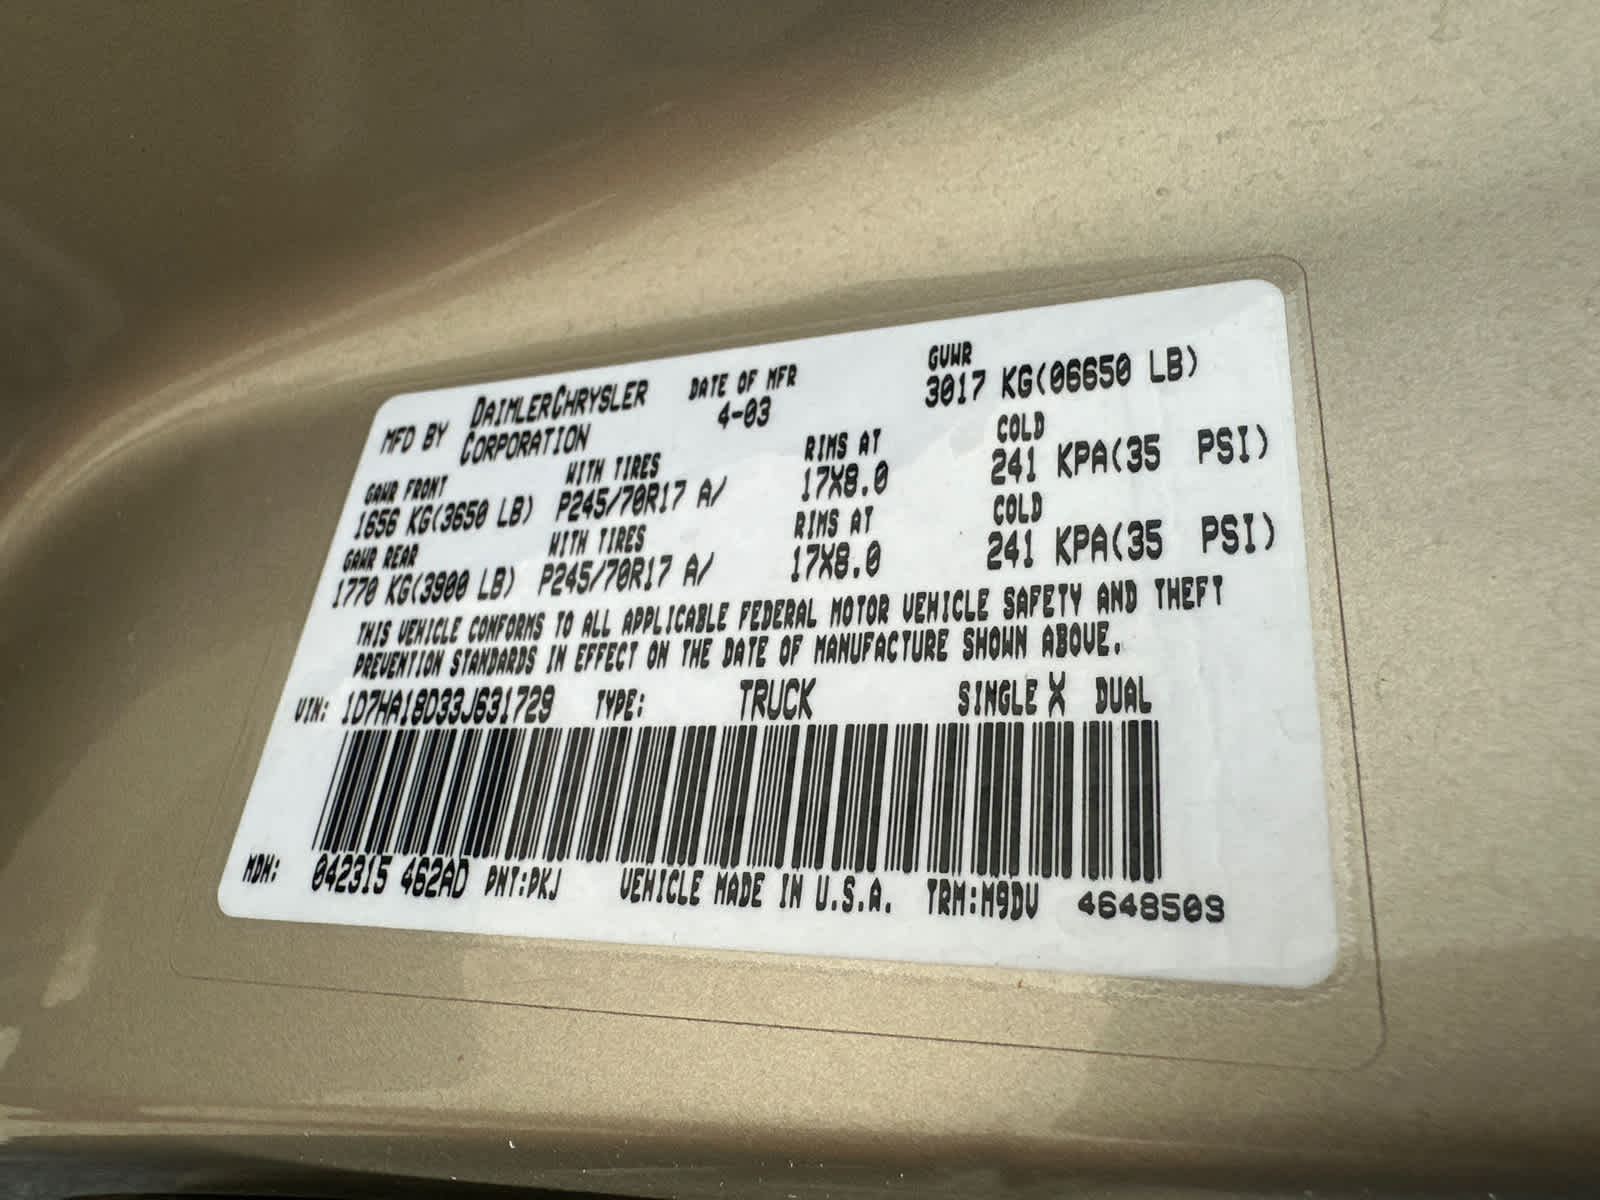 MFD BY DAIMLERCHRYSLER DATE OF MFR GVWR
CORPORATION 4-03 3017 KG(06650 LB)
GAWR FRONT WITH TIRES RIMS AT COLD
1656 KG(3650 LB) P245/70R17 A/ 17X8.0 241 KPA(35 PSI)
GAWR REAR WITH TIRES RIMS AT COLD
1770 KG(3900 LB) P245/70R17 A/ 17X8.0 241 KPA(35 PSI)
THIS VEHICLE CONFORMS TO ALL APPLICABLE FEDERAL MOTOR VEHICLE SAFETY AND THEFT
PREVENTION STANDARDS IN EFFECT ON THE DATE OF MANUFACTURE SHOWN ABOVE.
VIN: 1D7HA18D33J631729 TYPE: TRUCK SINGLE X DUAL
MDH: 042315 462AD PNT:PKJ VEHICLE MADE IN U.S.A. TRM:M9DV 4648509